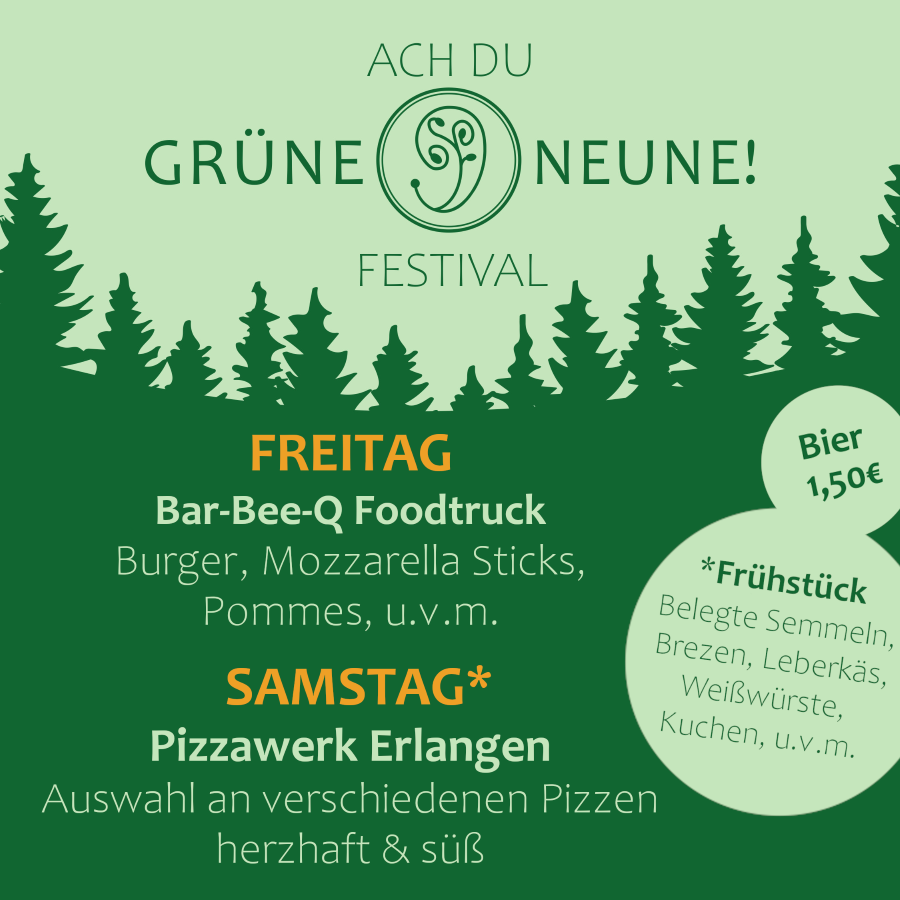 ACH DU
GRÜNE NEUNE!
FESTIVAL
FREITAG
Bar-Bee-Q Foodtruck
Burger, Mozzarella Sticks,
Pommes, u.v.m.
SAMSTAG*
Pizzawerk Erlangen
Auswahl an verschiedenen Pizzen
herzhaft & süß
Bier
1,50€
*Frühstück
Belegte Semmeln,
Brezen, Leberkäs,
Weißwürste,
Kuchen, u.v.m.